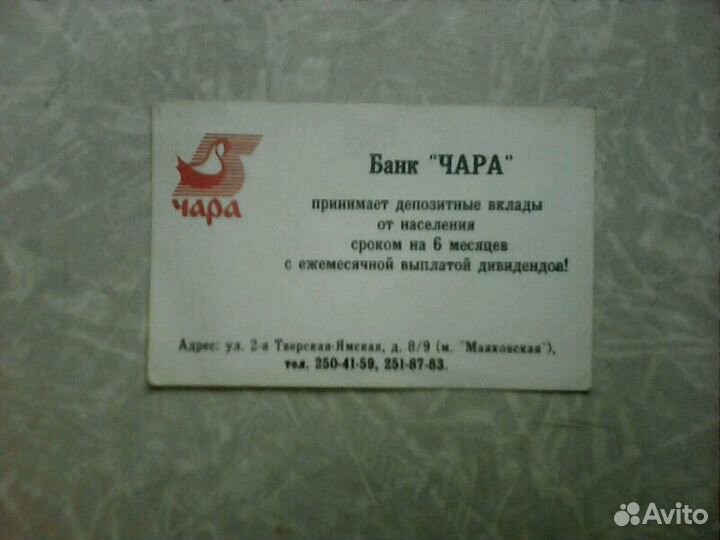 чара
Банк "ЧАРА"
принимает депозитные вклады
от населения
сроком на 6 месяцев
с ежемесячной выплатой дивидендов!
Адрес: ул. 2-я Тверская-Ямская, д. 8/9 (м. "Маяковская"),
тел. 250-41-59, 251-87-83.
Avito